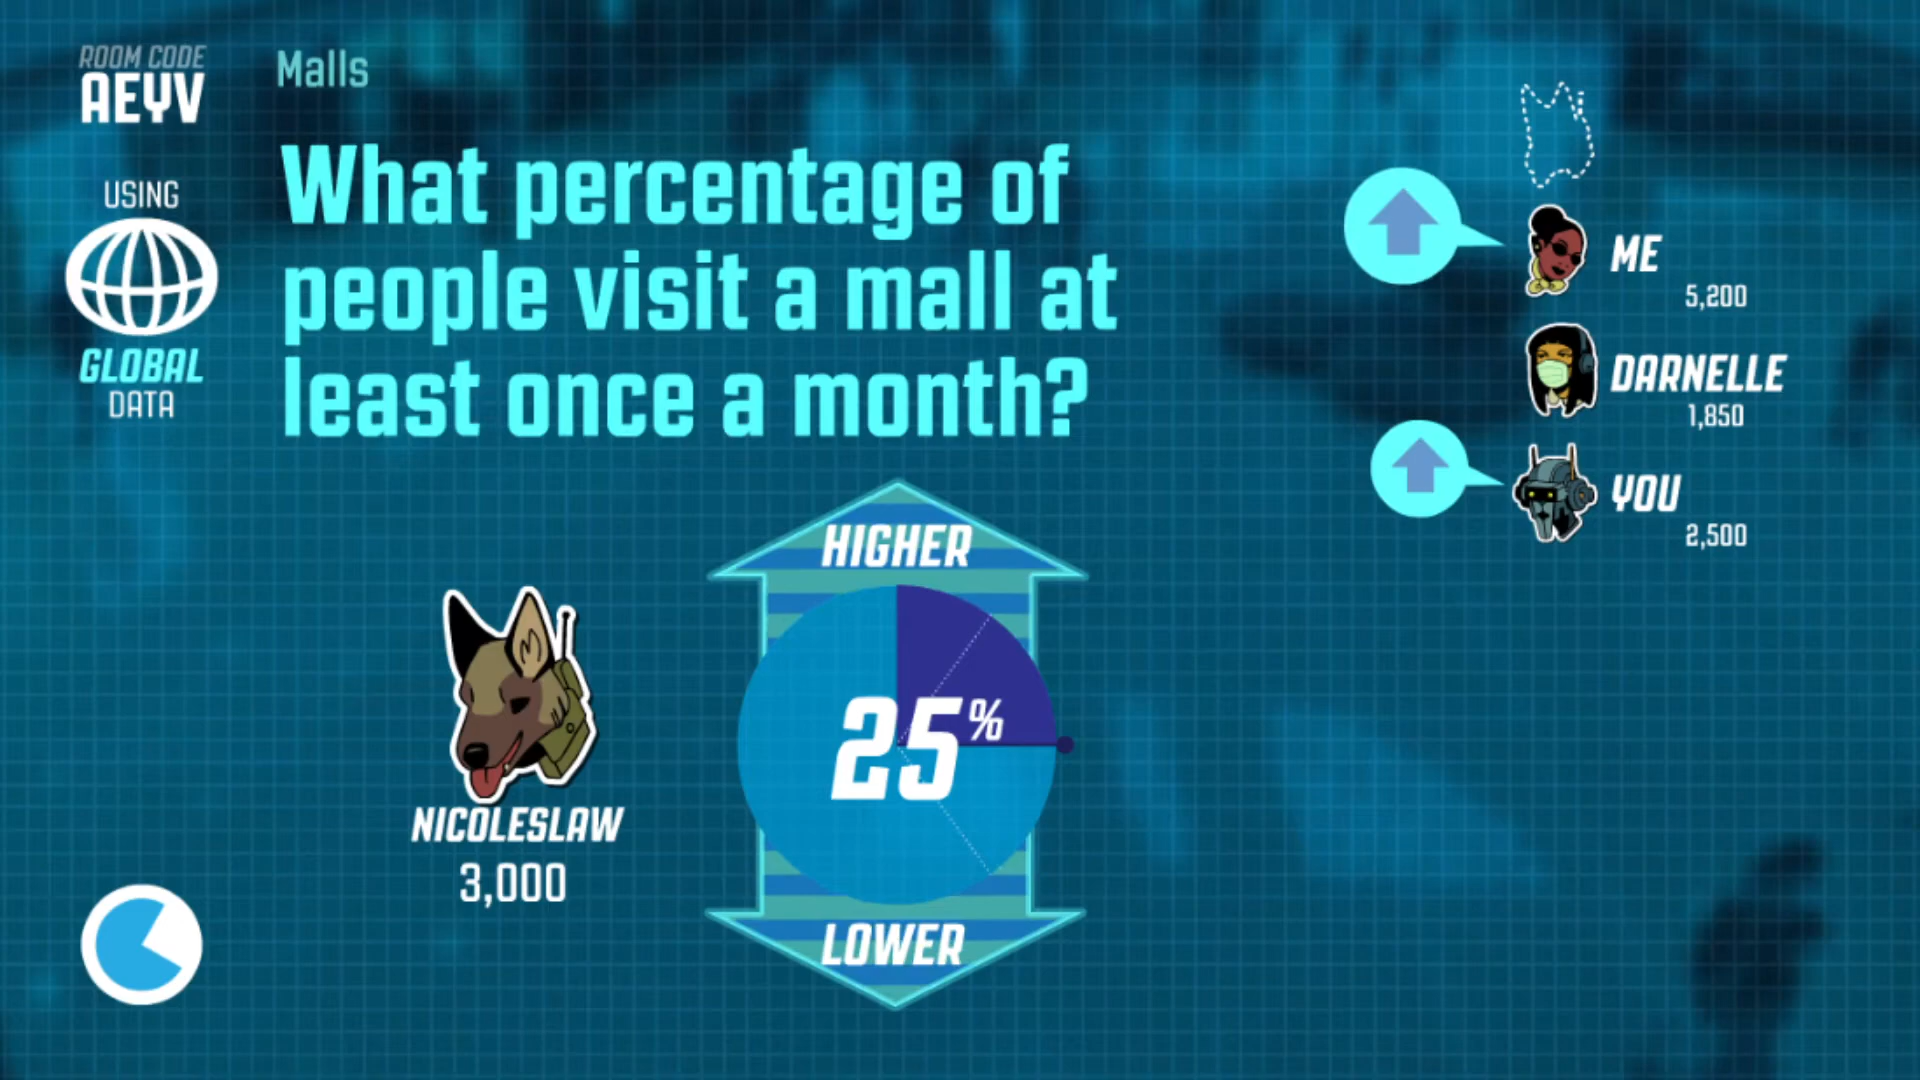 ROOM CODE
AEYV
USING
GLOBAL
DATA
Malls
What percentage of
people visit a mall at
least once a month?
ME
5,200
DARNELLE
1,850
YOU
2,500
HIGHER
25%
LOWER
NICOLESLAW
3,000